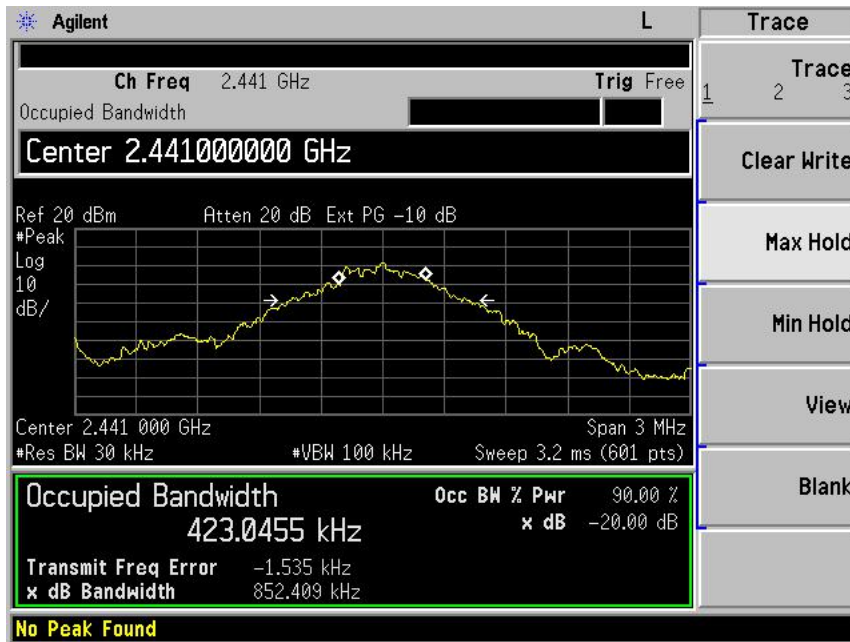 Agilent L Trace
Ch Freq 2.441 GHz Trig Free
Occupied Bandwidth
Trace
1 2 3
Center 2.441000000 GHz
Clear Write
Ref 20 dBm Atten 20 dB Ext PG -10 dB
#Peak
Log
10
dB/
Max Hold
Min Hold
View
Center 2.441 000 GHz Span 3 MHz
#Res BW 30 kHz #VBW 100 kHz Sweep 3.2 ms (601 pts)
Blank
Occupied Bandwidth Occ BW % Pwr 90.00 %
423.0455 kHz x dB -20.00 dB
Transmit Freq Error -1.535 kHz
x dB Bandwidth 852.409 kHz
No Peak Found